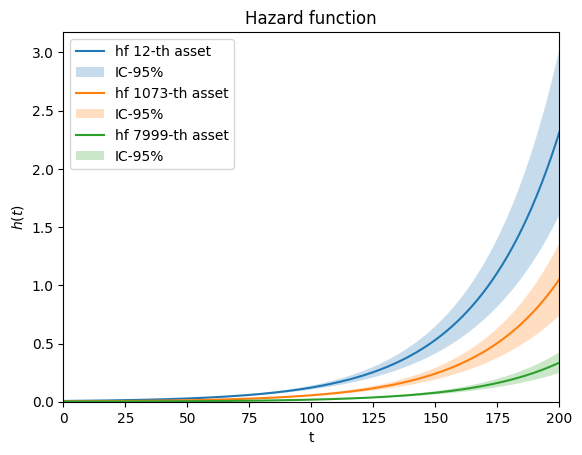 Hazard function
hf 12-th asset
IC-95%
hf 1073-th asset
IC-95%
hf 7999-th asset
IC-95%
h(t)
3.0
2.5
2.0
1.5
1.0
0.5
0.0
0 25 50 75 100 125 150 175 200
t